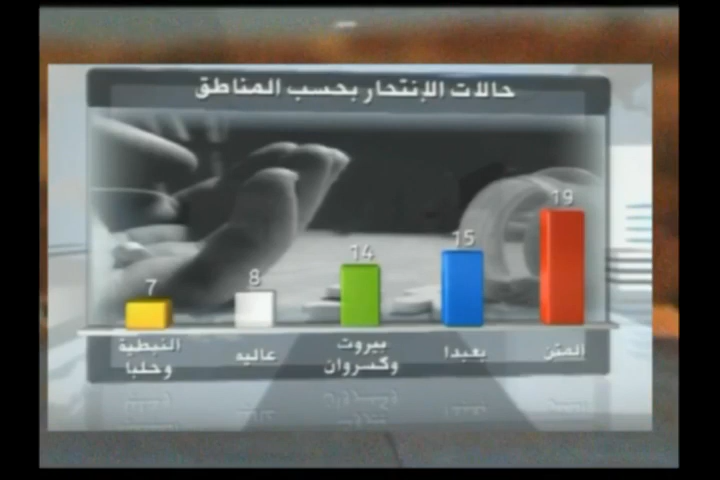 حالات الإنتحار بحسب المناطق
19
15
14
8
7
المتن
بعبدا
بيروت
وكسروان
عاليه
النبطية
وحلبا